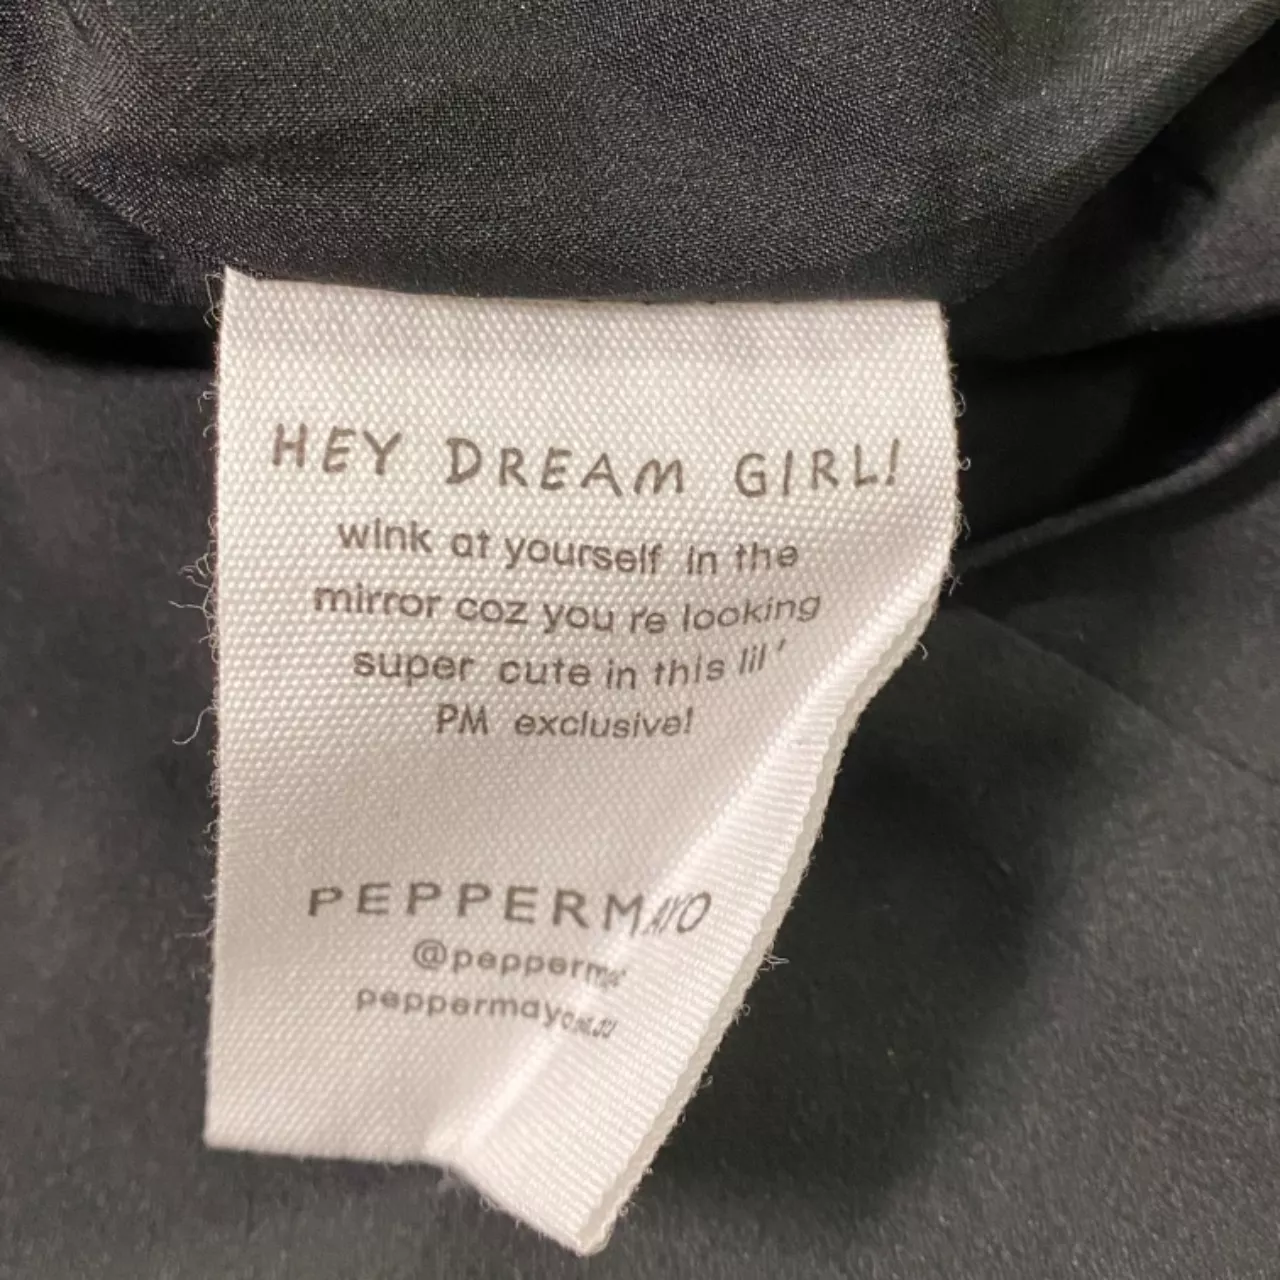 HEY DREAM GIRL!
wink at yourself in the
mirror coz you re looking
super cute in this lil'
PM exclusive!
PEPPERMAYO